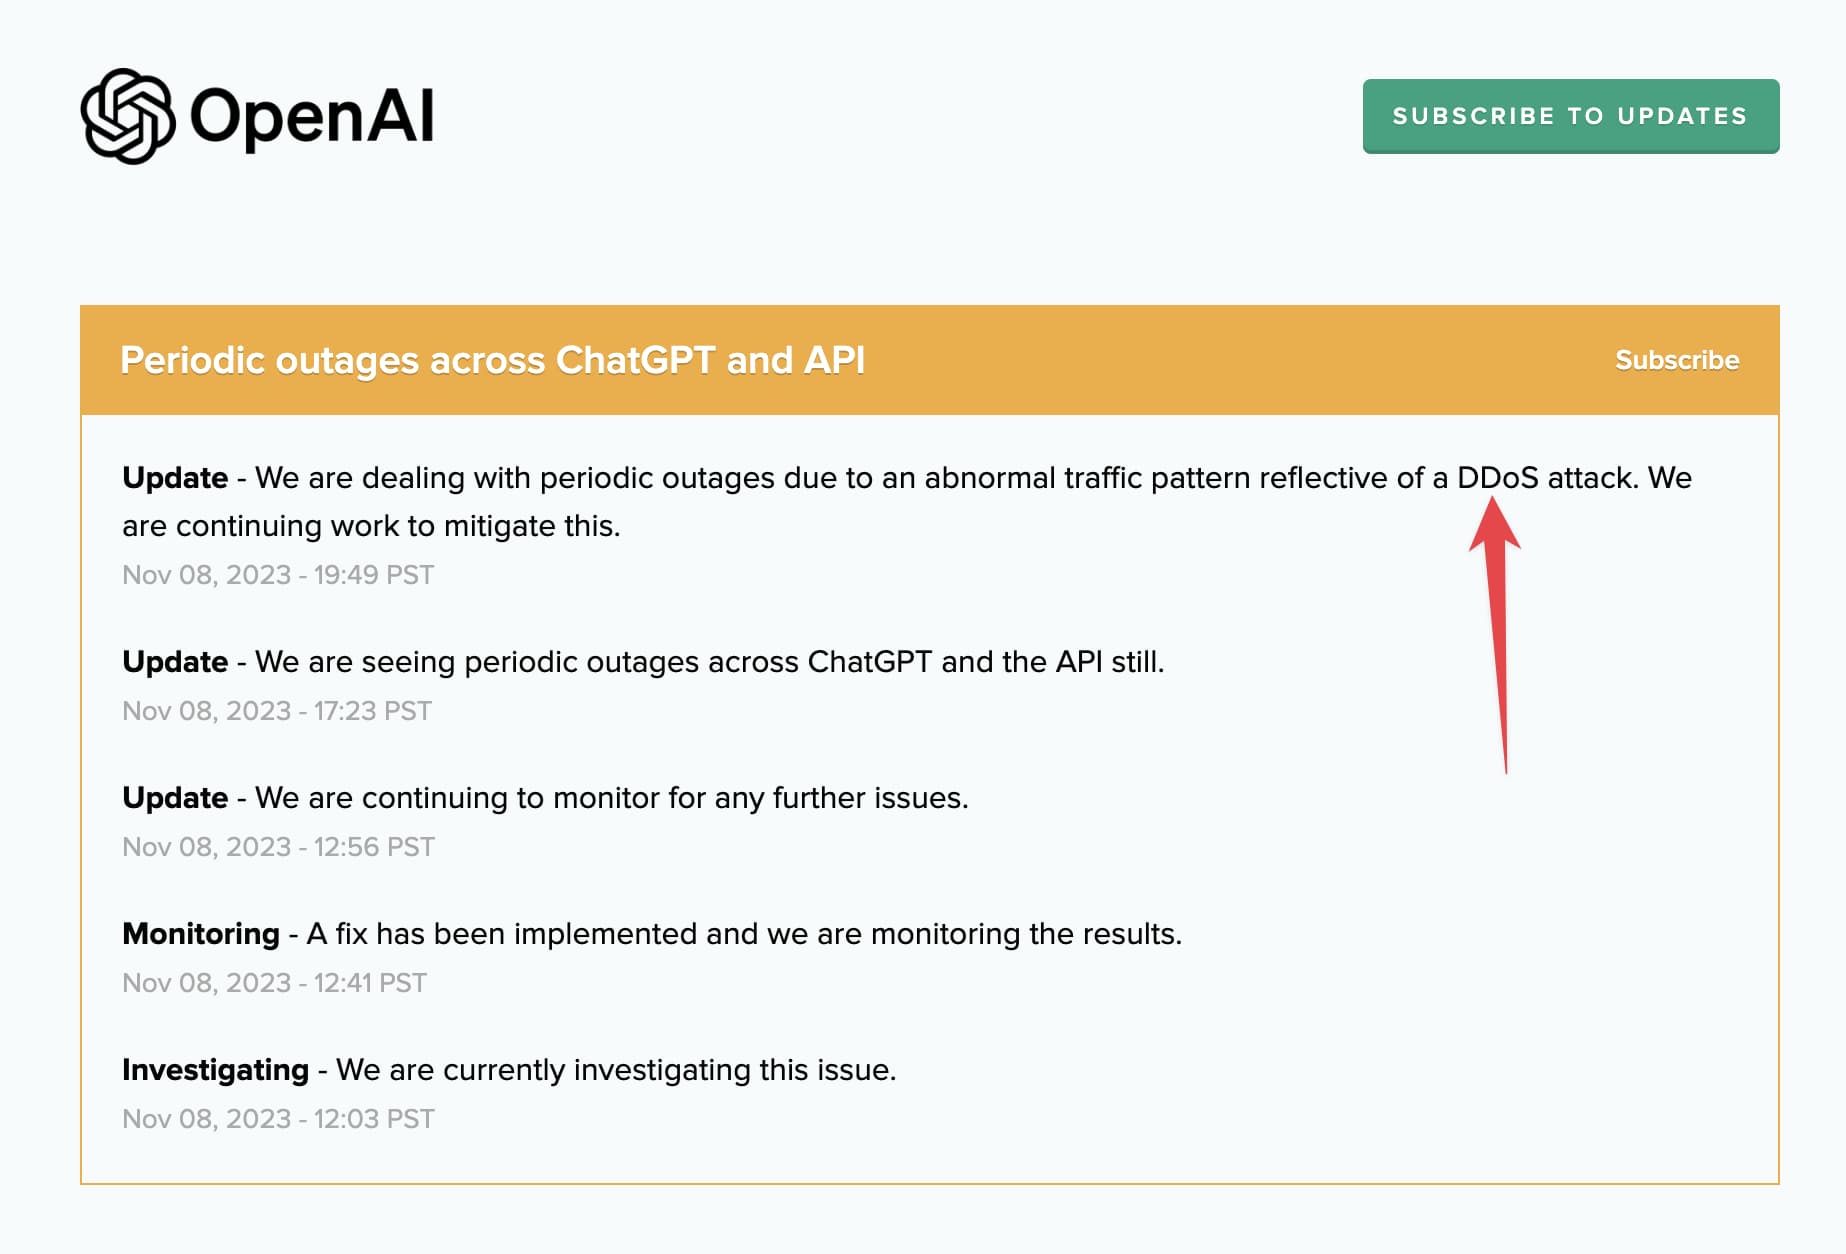 OpenAI
SUBSCRIBE TO UPDATES
Periodic outages across ChatGPT and API
Subscribe
Update - We are dealing with periodic outages due to an abnormal traffic pattern reflective of a DDoS attack. We
are continuing work to mitigate this.
Nov 08, 2023 - 19:49 PST
Update - We are seeing periodic outages across ChatGPT and the API still.
Nov 08, 2023 - 17:23 PST
Update - We are continuing to monitor for any further issues.
Nov 08, 2023 - 12:56 PST
Monitoring - A fix has been implemented and we are monitoring the results.
Nov 08, 2023 - 12:41 PST
Investigating - We are currently investigating this issue.
Nov 08, 2023 - 12:03 PST